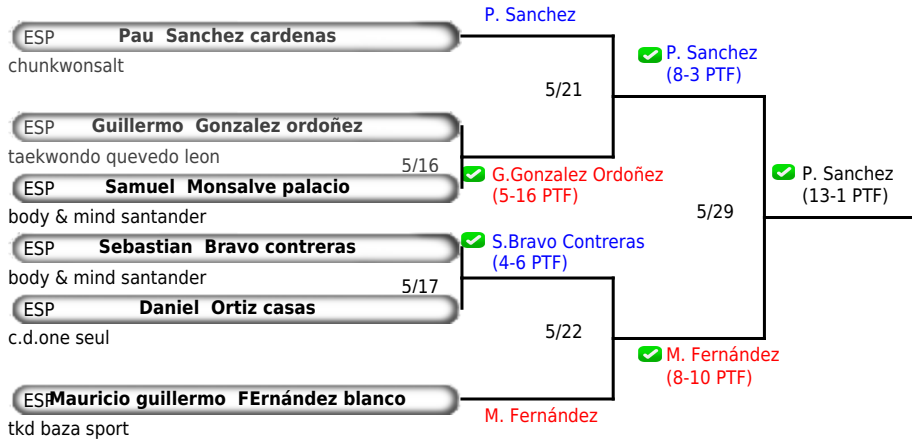 P. Sanchez
ESP Pau Sanchez cardenas
chunkwonsalt
P. Sanchez
(8-3 PTF)
5/21
ESP Guillermo Gonzalez ordoñez
taekwondo quevedo leon
5/16
G.Gonzalez Ordoñez
(5-16 PTF)
P. Sanchez
(13-1 PTF)
ESP Samuel Monsalve palacio
body & mind santander
5/29
ESP Sebastian Bravo contreras
body & mind santander
S.Bravo Contreras
(4-6 PTF)
5/17
ESP Daniel Ortiz casas
c.d.one seul
5/22
M. Fernández
(8-10 PTF)
ESP Mauricio guillermo FErnández blanco
tkd baza sport
M. Fernández